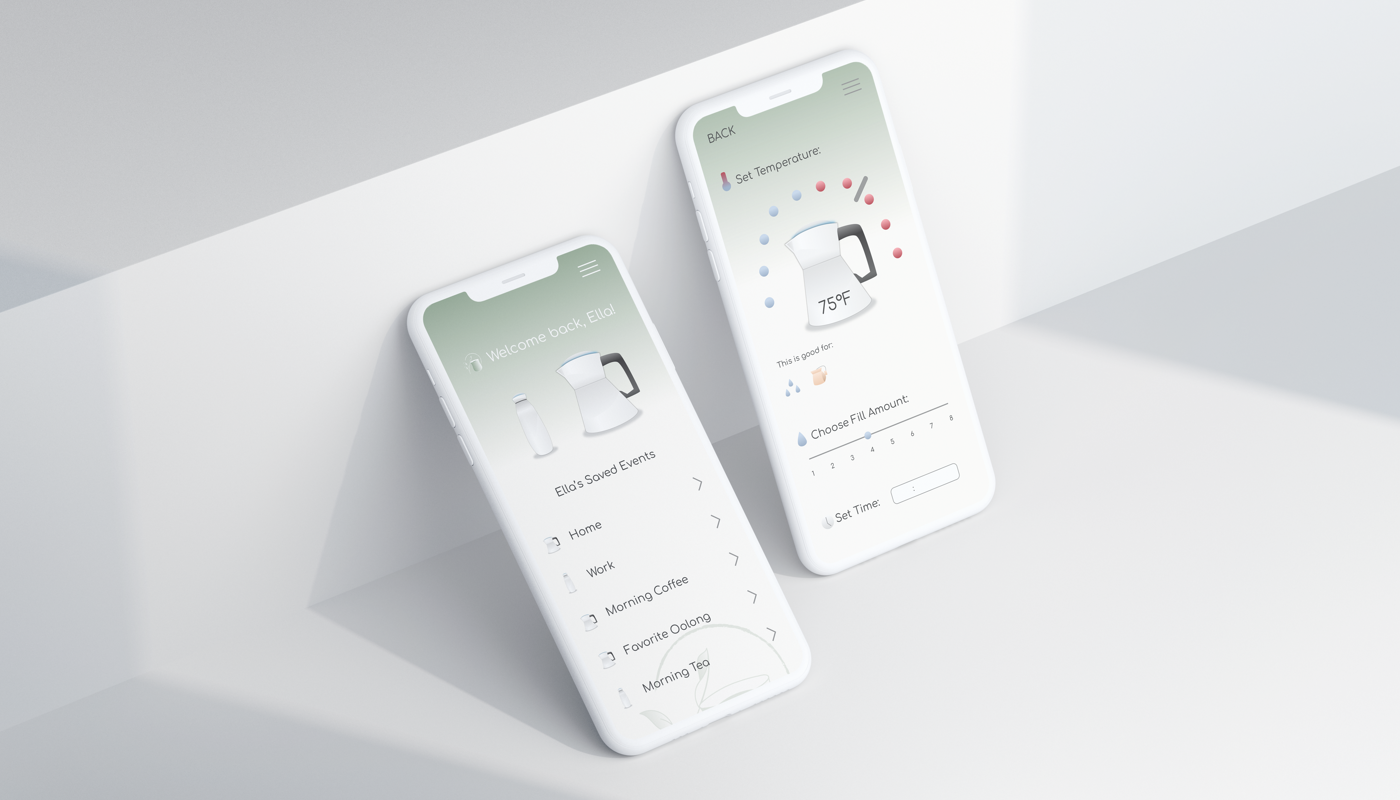 Welcome back, Ella!
Ella's Saved Events
Home
Work
Morning Coffee
Favorite Oolong
Morning Tea
BACK
Set Temperature:
75°F
This is good for:
Choose Fill Amount:
1 2 3 4 5 6 7 8
Set Time: :